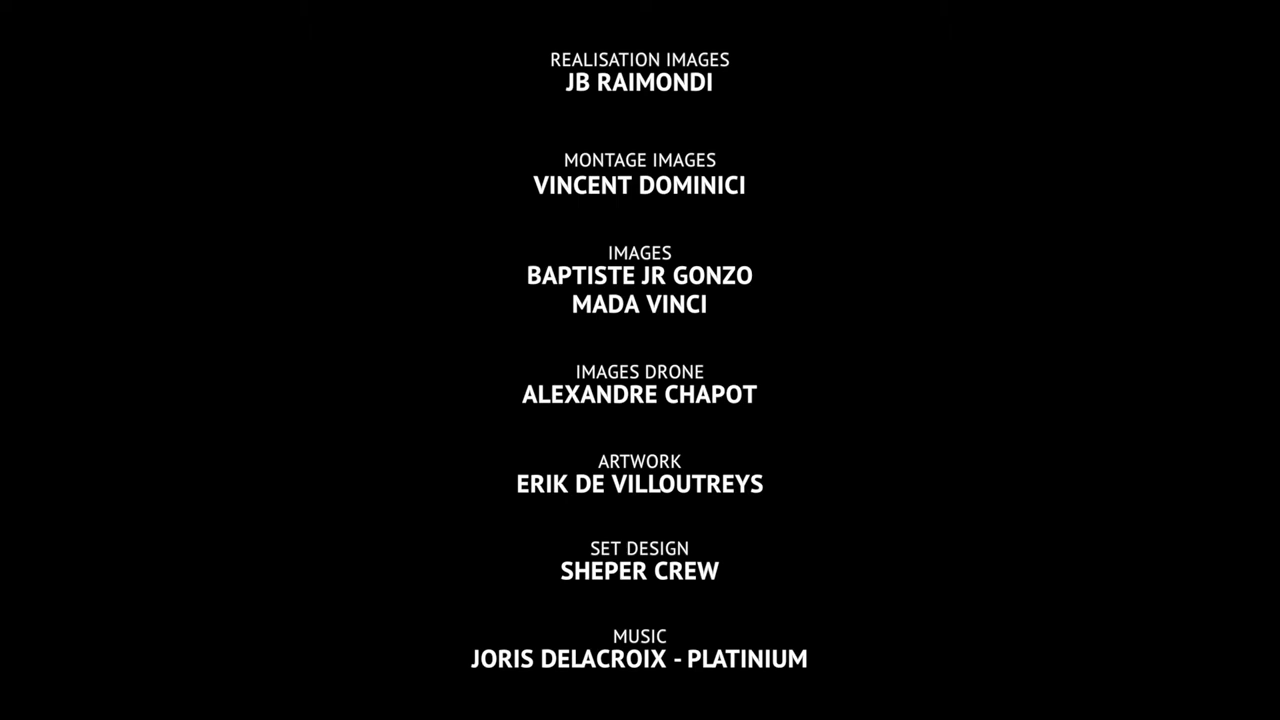 REALISATION IMAGES
JB RAIMONDI
MONTAGE IMAGES
VINCENT DOMINICI
IMAGES
BAPTISTE JR GONZO
MADA VINCI
IMAGES DRONE
ALEXANDRE CHAPOT
ARTWORK
ERIK DE VILLOUTREYS
SET DESIGN
SHEPER CREW
MUSIC
JORIS DELACROIX - PLATINIUM